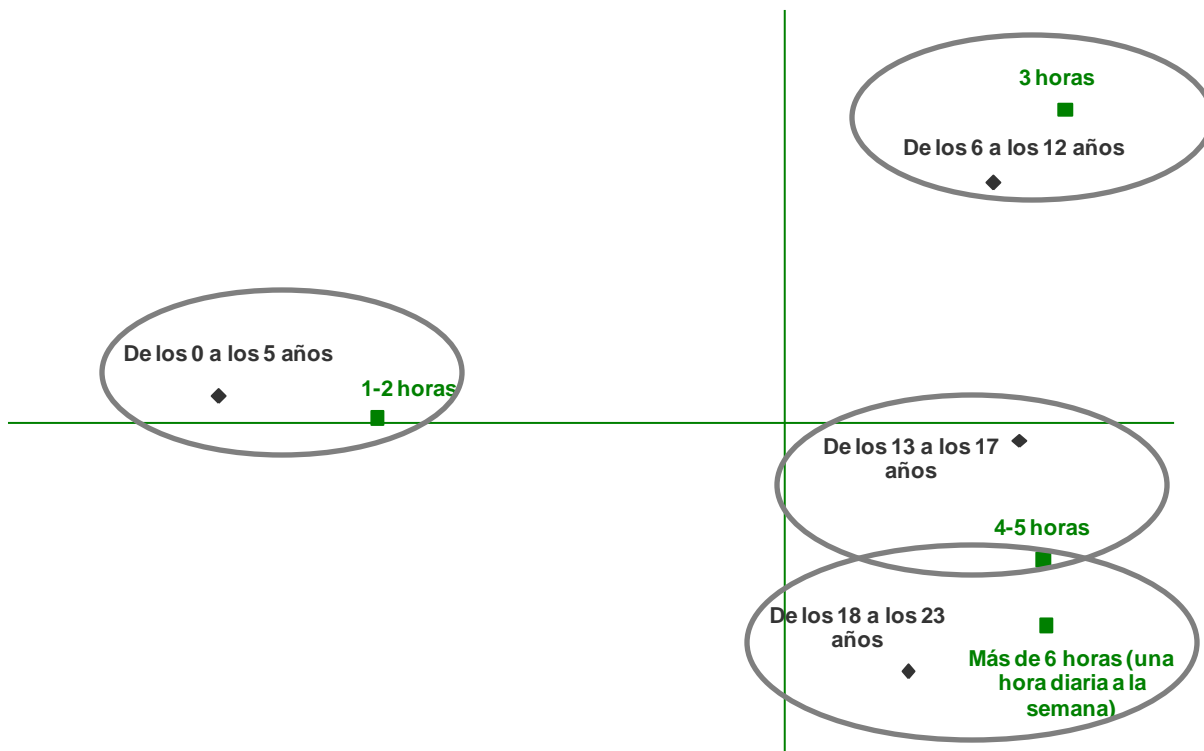 3 horas
De los 6 a los 12 años
De los 0 a los 5 años
1-2 horas
De los 13 a los 17
años
4-5 horas
De los 18 a los 23
años
Más de 6 horas (una
hora diaria a la
semana)